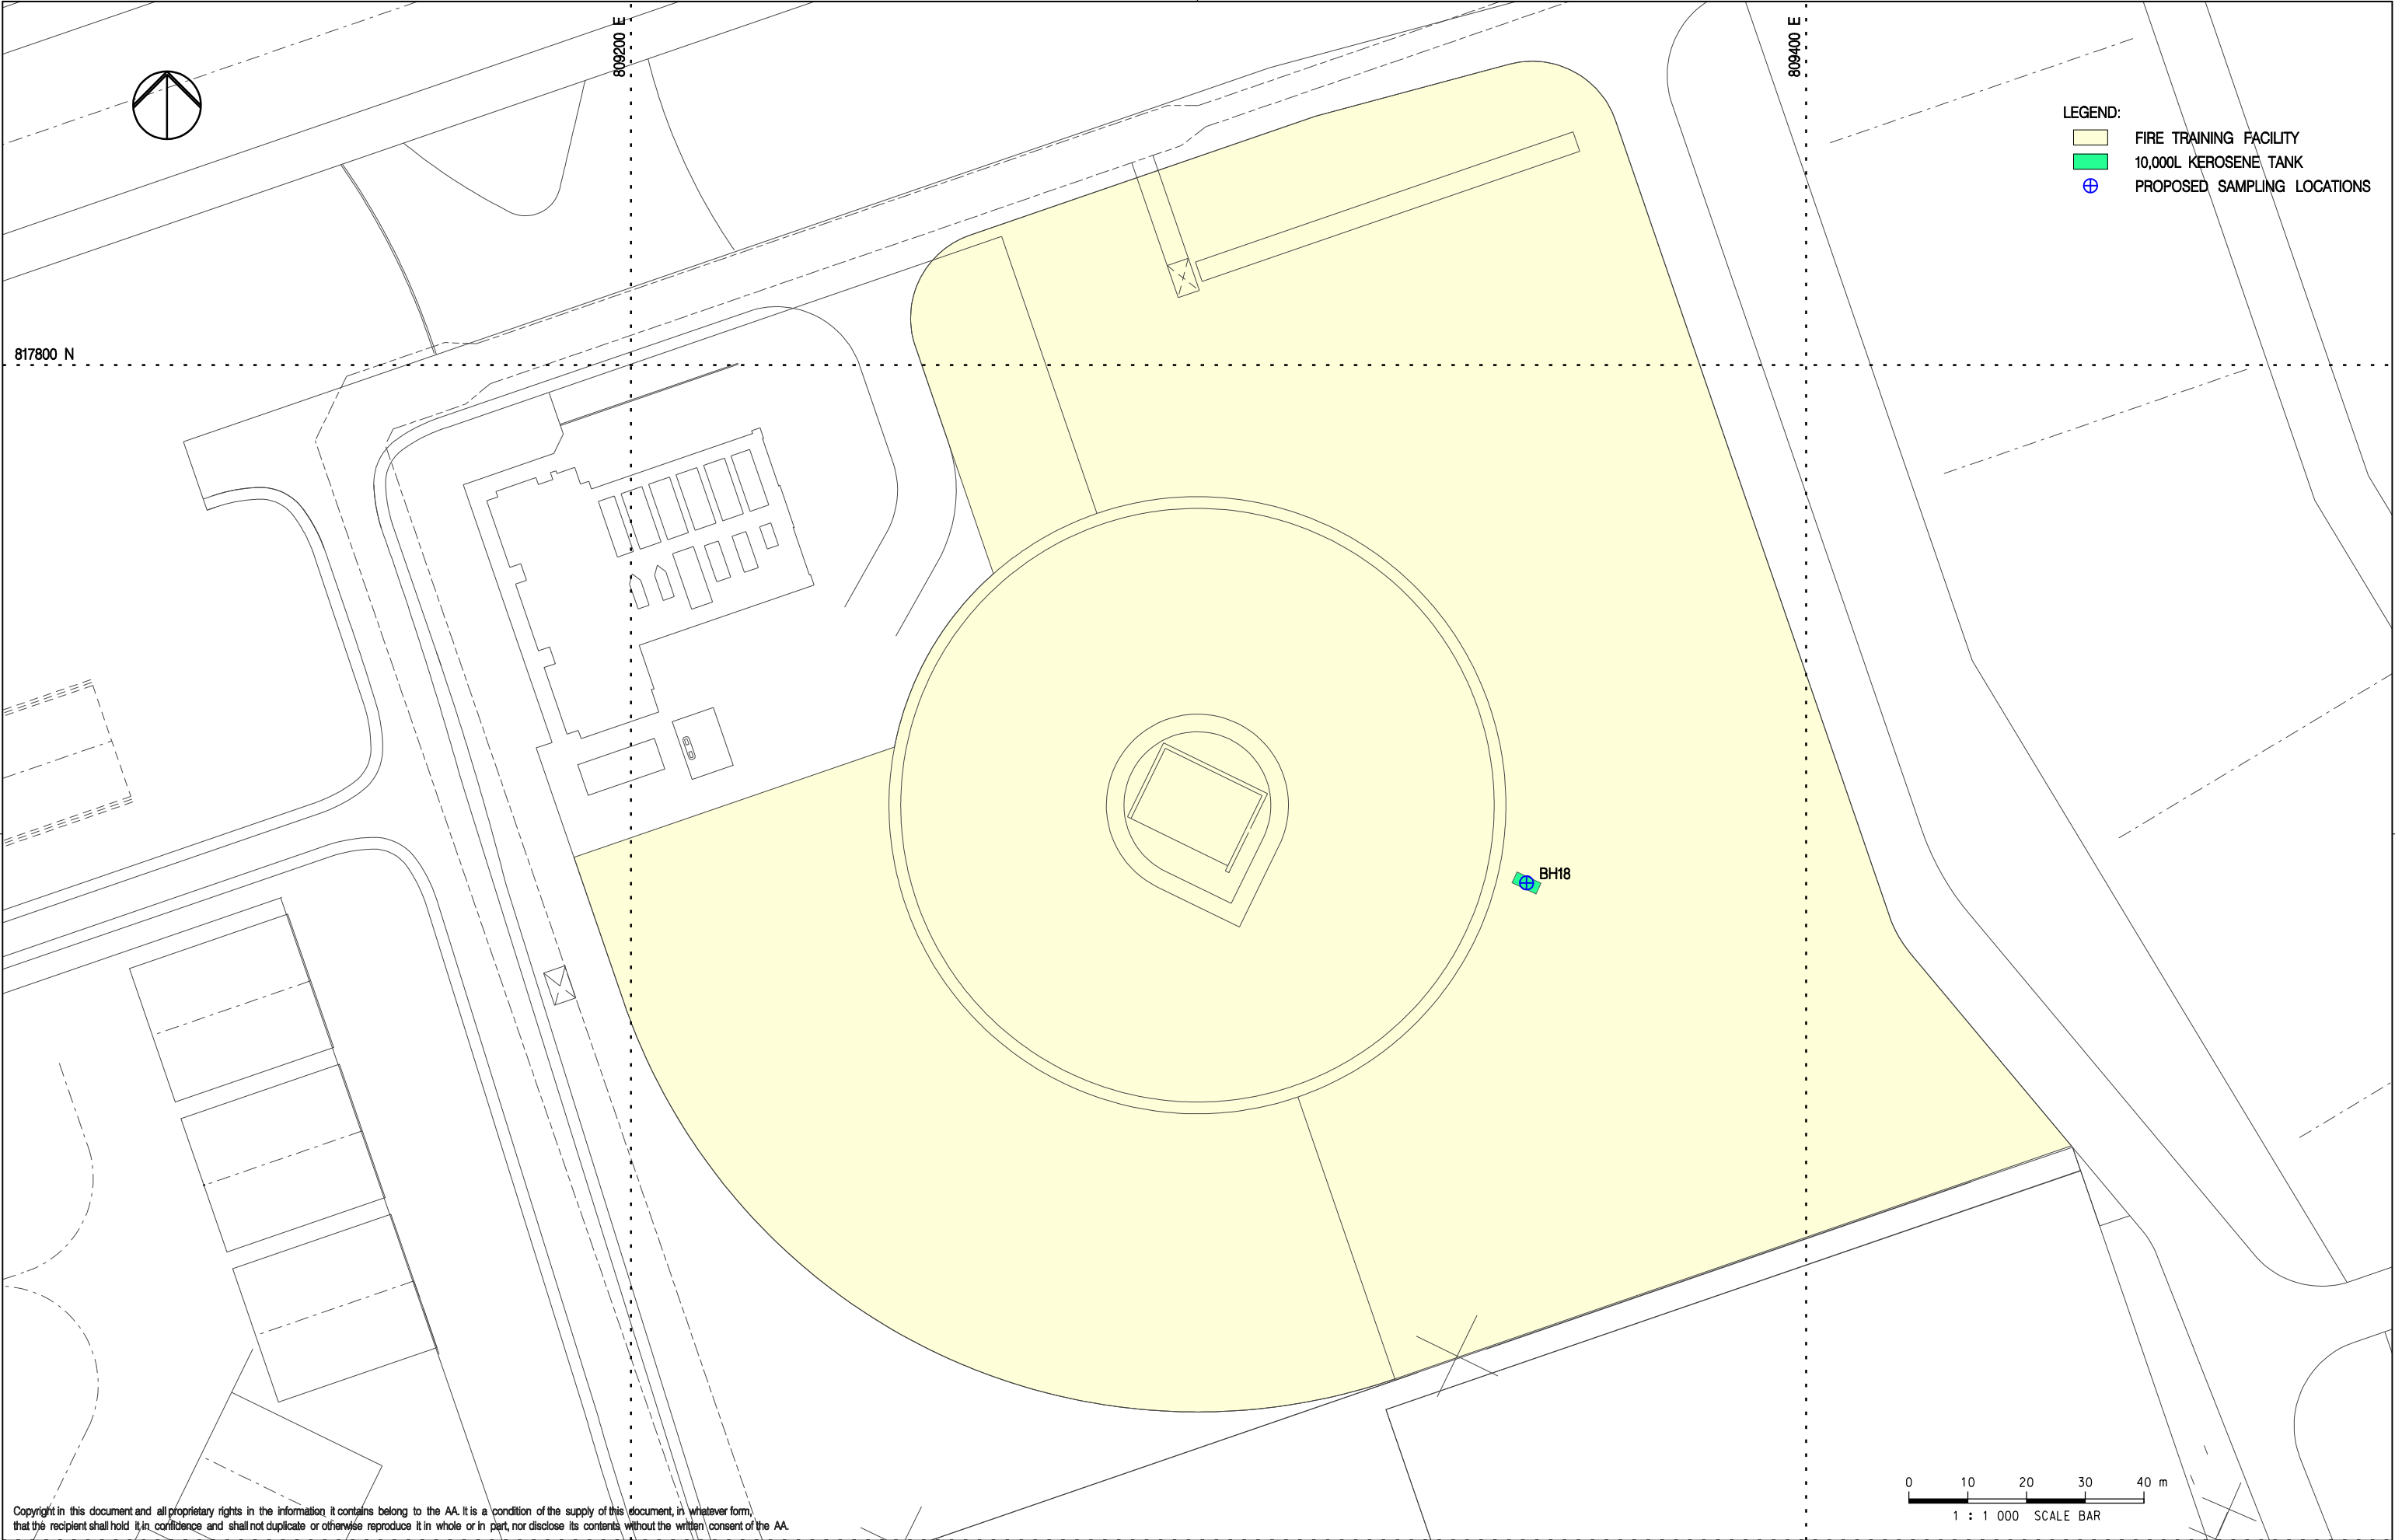 809200 E
809400 E
LEGEND:
FIRE TRAINING FACILITY
10,000L KEROSENE TANK
PROPOSED SAMPLING LOCATIONS
817800 N
BH18
0 10 20 30 40 m
1 : 1 000 SCALE BAR
Copyright in this document and all proprietary rights in the information it contains belong to the AA. It is a condition of the supply of this document, in whatever form,
that the recipient shall hold it in confidence and shall not duplicate or otherwise reproduce it in whole or in part, nor disclose its contents without the written consent of the AA.